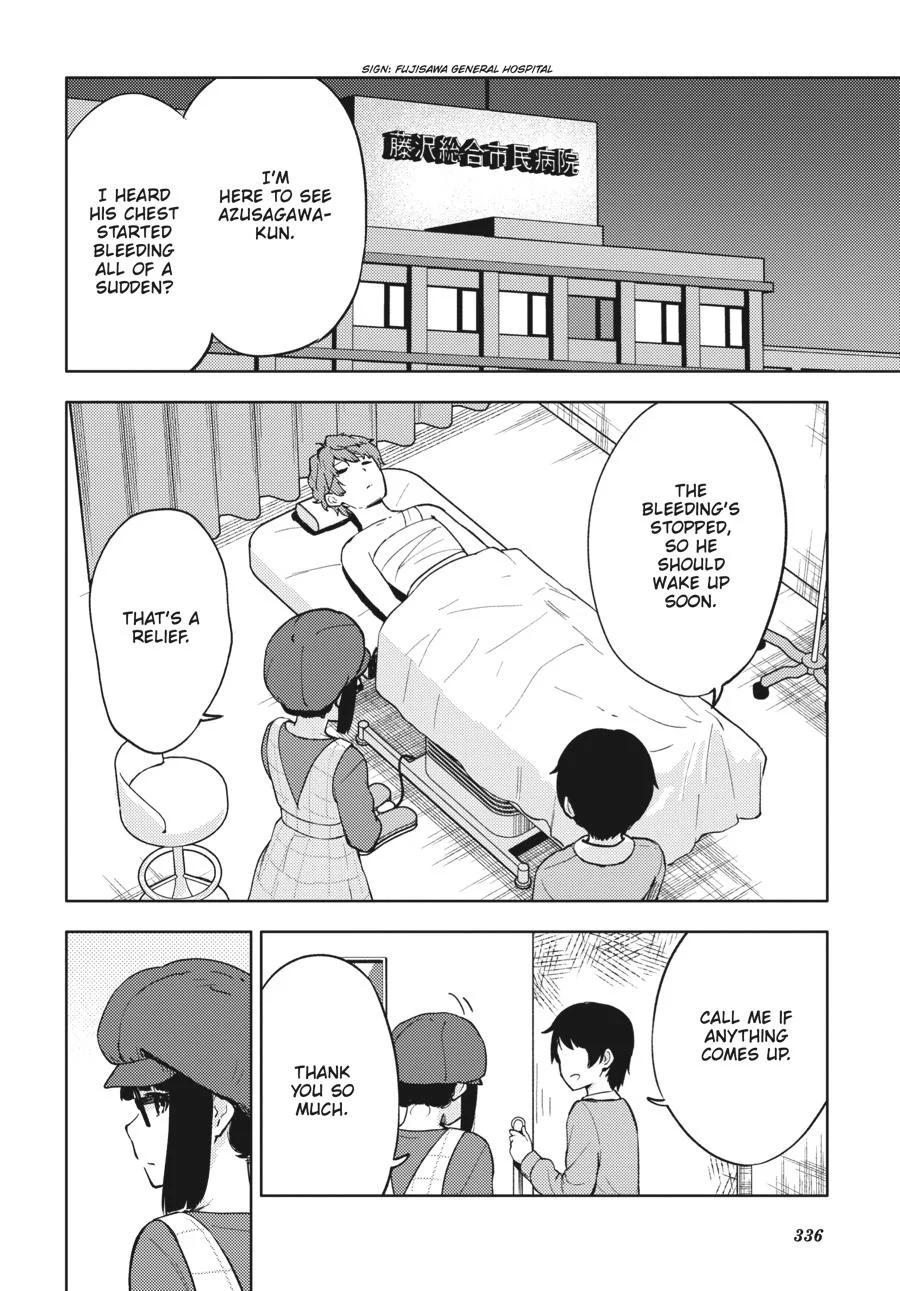 SIGN: FUJISAWA GENERAL HOSPITAL
藤沢総合市民病院
I'M
HERE TO SEE
AZUSAGAWA-
KUN.
I HEARD
HIS CHEST
STARTED
BLEEDING
ALL OF A
SUDDEN?
THE
BLEEDING'S
STOPPED,
SO HE
SHOULD
WAKE UP
SOON.
THAT'S A
RELIEF.
CALL ME IF
ANYTHING
COMES UP.
THANK
YOU SO
MUCH.
336